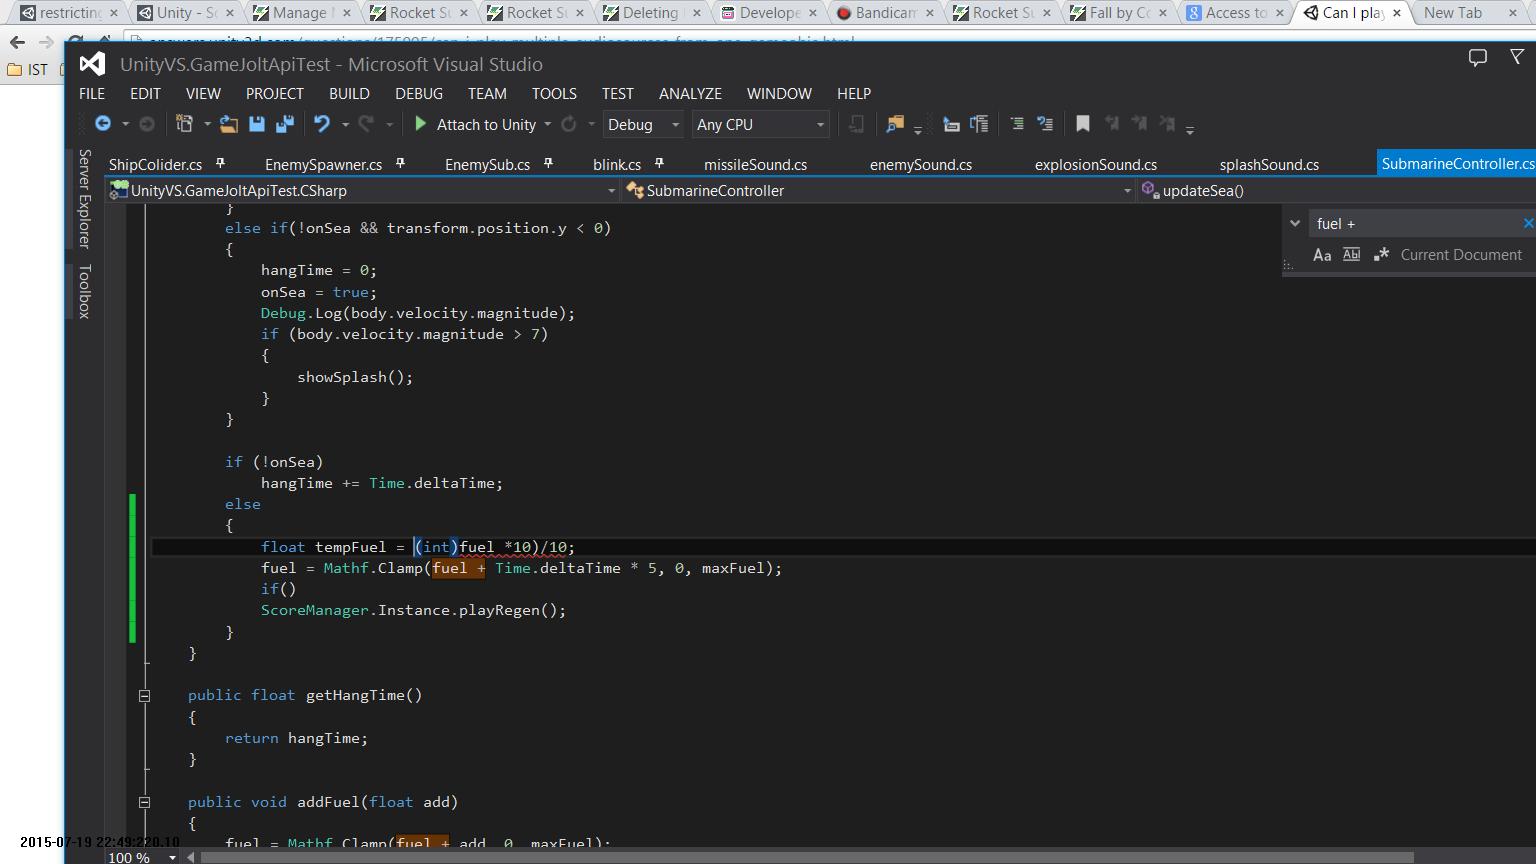 restricting
Unity - Sc
Manage
Rocket Su
Rocket Su
Deleting
Develope
Bandicam
Rocket Su
Fall by Co
Access to
Can I play
New Tab
IST
UnityVS.GameJoltApiTest - Microsoft Visual Studio
FILE EDIT VIEW PROJECT BUILD DEBUG TEAM TOOLS TEST ANALYZE WINDOW HELP
Attach to Unity Debug Any CPU
Server Explorer
Toolbox
ShipColider.cs EnemySpawner.cs EnemySub.cs blink.cs missileSound.cs enemySound.cs explosionSound.cs splashSound.cs SubmarineController.cs
UnityVS.GameJoltApiTest.CSharp SubmarineController updateSea()
fuel +
Aa Abl Current Document
}
else if(!onSea && transform.position.y < 0)
{
hangTime = 0;
onSea = true;
Debug.Log(body.velocity.magnitude);
if (body.velocity.magnitude > 7)
{
showSplash();
}
}
if (!onSea)
hangTime += Time.deltaTime;
else
{
float tempFuel = (int)fuel *10)/10;
fuel = Mathf.Clamp(fuel + Time.deltaTime * 5, 0, maxFuel);
if()
ScoreManager.Instance.playRegen();
}
}
public float getHangTime()
{
return hangTime;
}
public void addFuel(float add)
{
fuel = Mathf.Clamp(fuel + add, 0, maxFuel);
2015-07-19 22:49:220.10
100 %